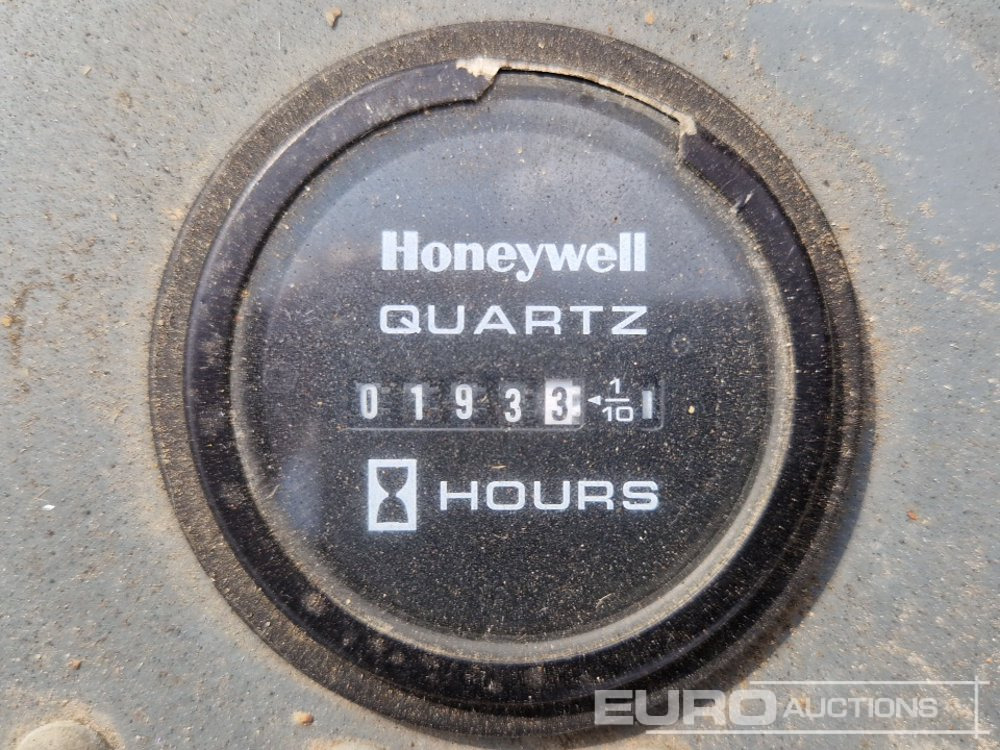 Honeywell
QUARTZ
0 1 9 3 3 ◄ 1/10
HOURS
EURO AUCTIONS